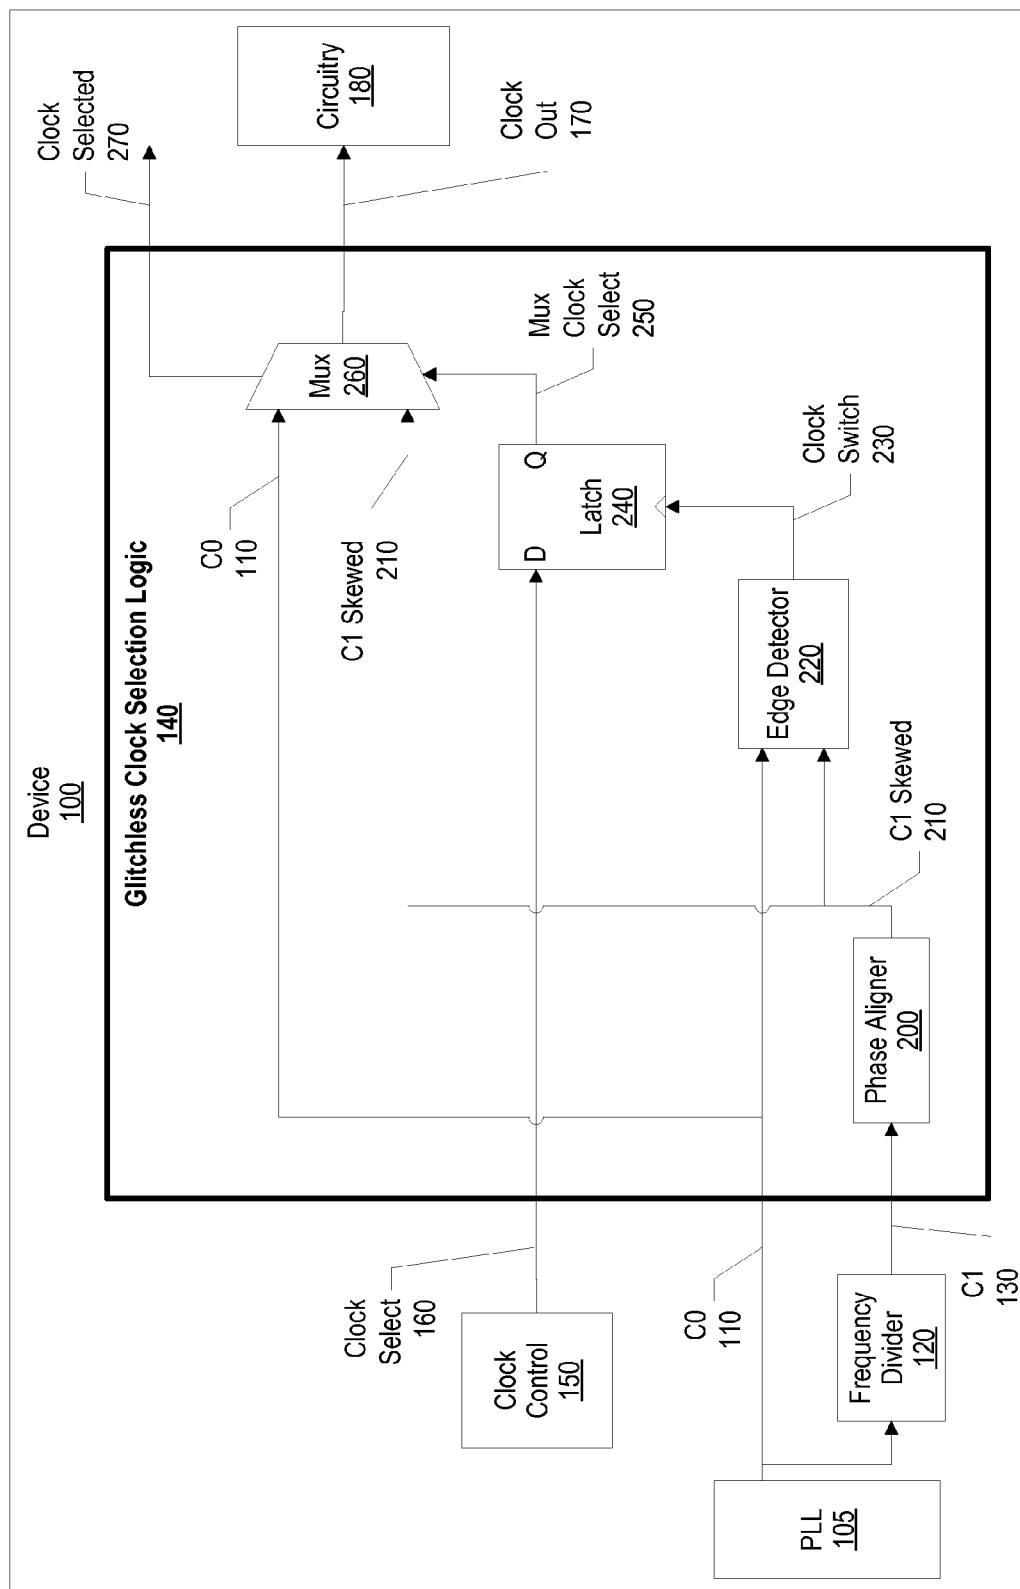 Device
100
Glitchless Clock Selection Logic
140
Clock
Selected
270
Circuitry
180
Clock
Out
170
Mux
260
C0
110
C1 Skewed
210
Mux
Clock
Select
250
D
Q
Latch
240
Clock
Switch
230
Edge Detector
220
C1 Skewed
210
Phase Aligner
200
Clock
Select
160
Clock
Control
150
C0
110
C1
130
Frequency
Divider
120
PLL
105